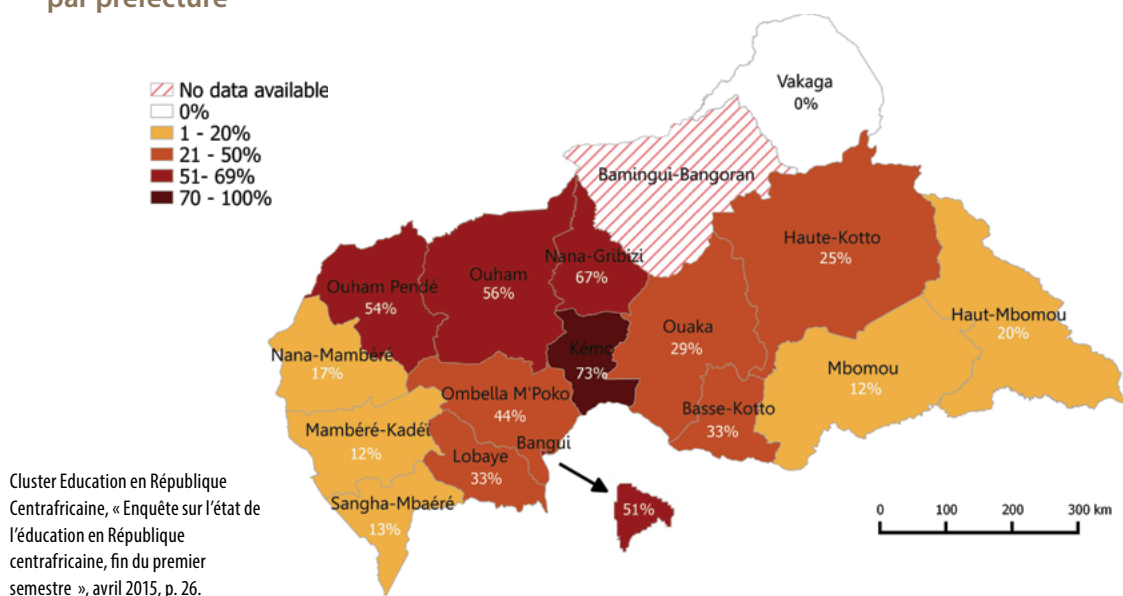 par préfecture
No data available
0%
1 - 20%
21 - 50%
51- 69%
70 - 100%
Vakaga
0%
Bamingui-Bangoran
Haute-Kotto
25%
Nana-Gribizi
67%
Ouham
56%
Ouham Pendé
54%
Haut-Mbomou
20%
Ouaka
29%
Kémo
73%
Nana-Mambéré
17%
Mbomou
12%
Ombella M'Poko
44%
Basse-Kotto
33%
Mambéré-Kadéï
12%
Bangui
51%
Lobaye
33%
Sangha-Mbaéré
13%
0 100 200 300 km
Cluster Education en République
Centrafricaine, « Enquête sur l’état de
l’éducation en République
centrafricaine, fin du premier
semestre », avril 2015, p. 26.